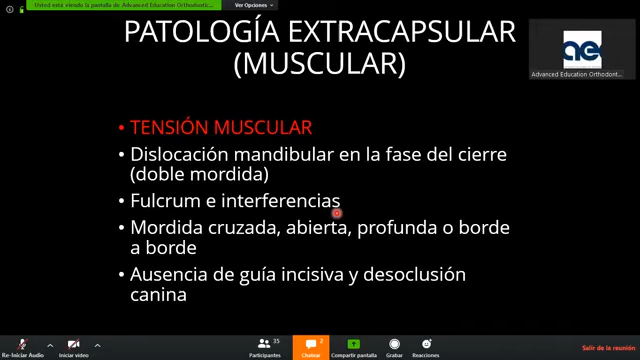 Usted está viendo la pantalla de Advanced Education Orthodontic...
Ver Opciones
PATOLOGÍA EXTRACAPSULAR
(MUSCULAR)
ae
Advanced Education Orthodont...
• TENSIÓN MUSCULAR
• Dislocación mandibular en la fase del cierre
(doble mordida)
• Fulcrum e interferencias
• Mordida cruzada, abierta, profunda o borde
a borde
• Ausencia de guía incisiva y desoclusión
canina
Re-Iniciar Audio
Iniciar video
35
Participantes
2
Chatear
Compartir pantalla
Grabar
Reacciones
Salir de la reunión